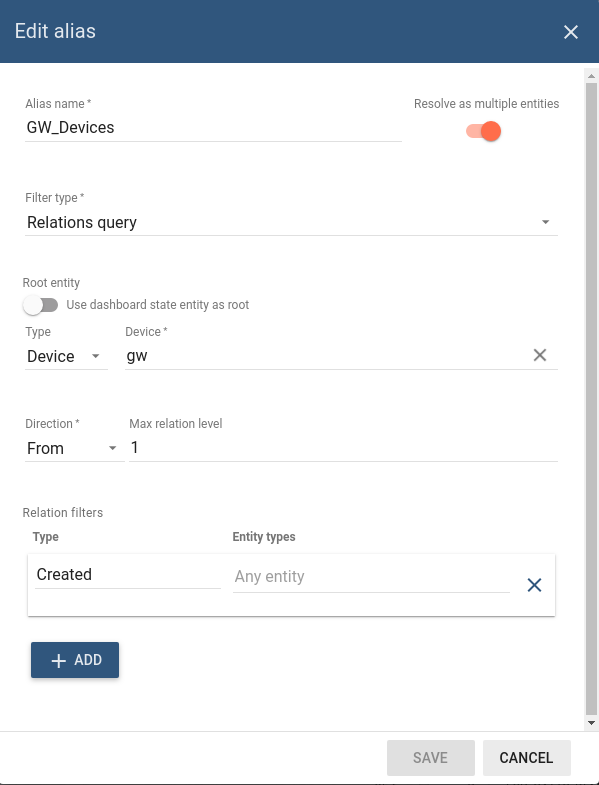 Edit alias
Alias name *
Resolve as multiple entities
GW_Devices
Filter type *
Relations query
Root entity
Use dashboard state entity as root
Type
Device *
Device
gw
Direction *
Max relation level
From
1
Relation filters
Type
Entity types
Created
Any entity
ADD
SAVE
CANCEL